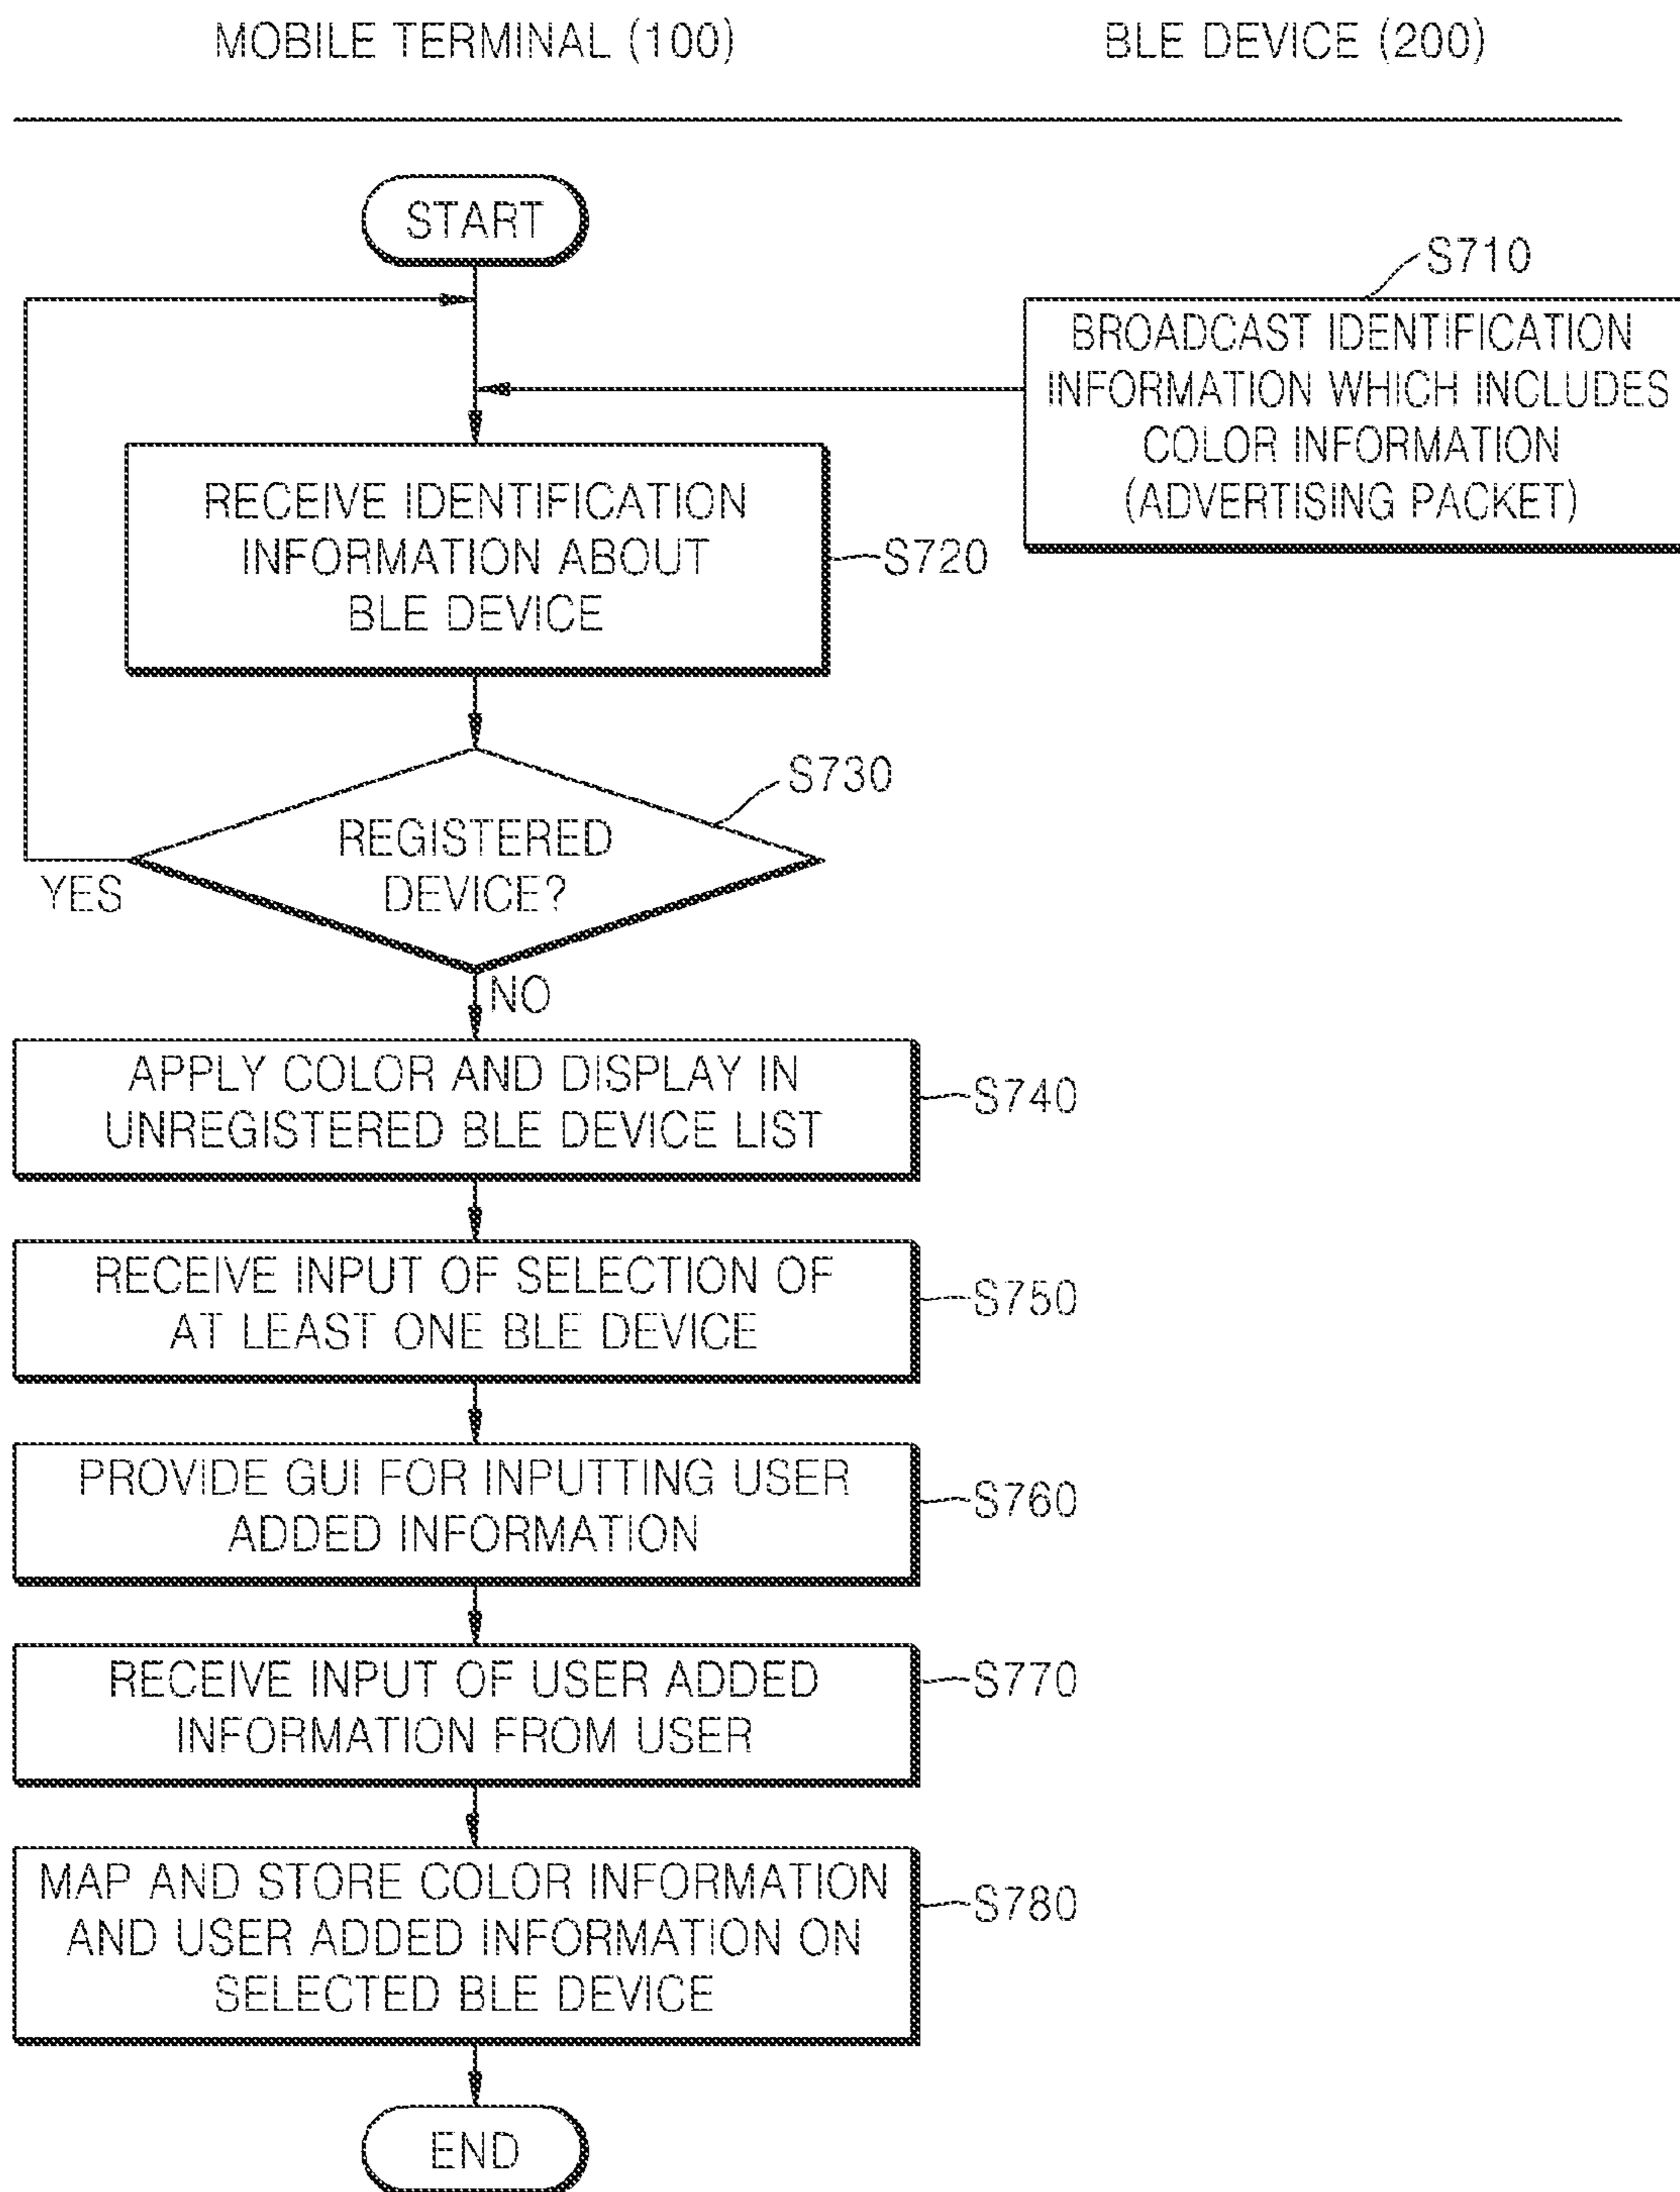 MOBILE TERMINAL (100)
BLE DEVICE (200)
START
S710
BROADCAST IDENTIFICATION
INFORMATION WHICH INCLUDES
COLOR INFORMATION
(ADVERTISING PACKET)
RECEIVE IDENTIFICATION
INFORMATION ABOUT
BLE DEVICE
S720
S730
REGISTERED
DEVICE?
YES
NO
APPLY COLOR AND DISPLAY IN
UNREGISTERED BLE DEVICE LIST
S740
RECEIVE INPUT OF SELECTION OF
AT LEAST ONE BLE DEVICE
S750
PROVIDE GUI FOR INPUTTING USER
ADDED INFORMATION
S760
RECEIVE INPUT OF USER ADDED
INFORMATION FROM USER
S770
MAP AND STORE COLOR INFORMATION
AND USER ADDED INFORMATION ON
SELECTED BLE DEVICE
S780
END